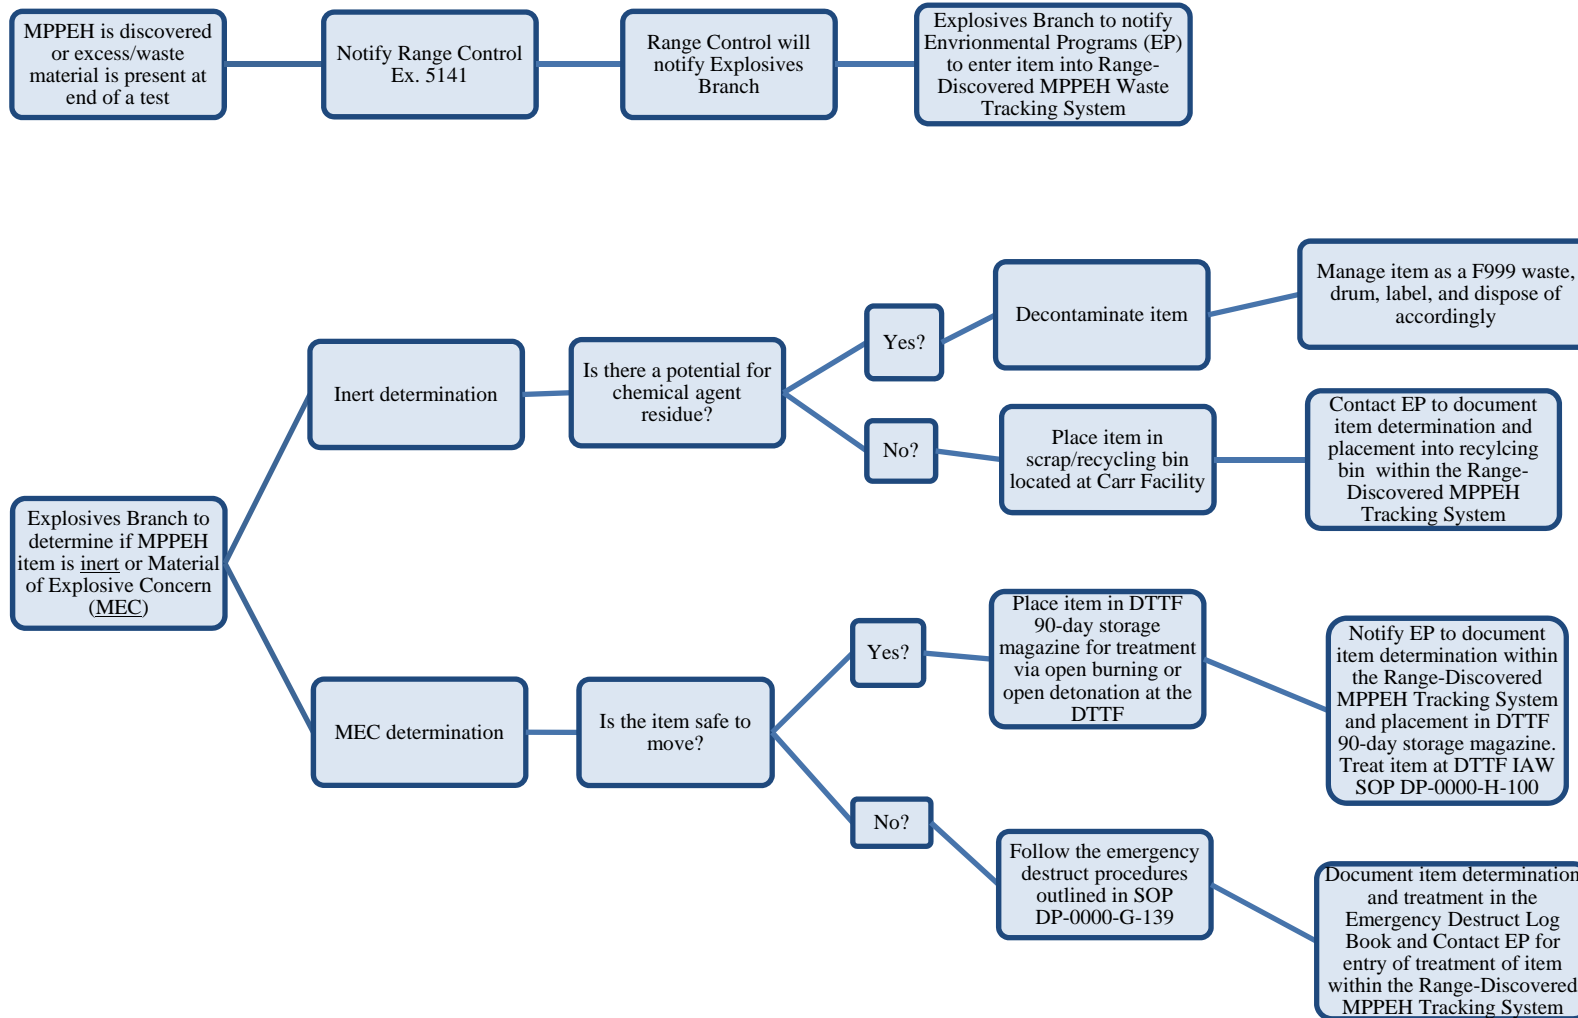 MPPEH is discovered
or excess/waste
material is present at
end of a test
Notify Range Control
Ex. 5141
Range Control will
notify Explosives
Branch
Explosives Branch to notify
Envrionmental Programs (EP)
to enter item into Range-
Discovered MPPEH Waste
Tracking System
Explosives Branch to
determine if MPPEH
item is inert or Material
of Explosive Concern
(MEC)
Inert determination
Is there a potential for
chemical agent
residue?
Yes?
Decontaminate item
Manage item as a F999 waste,
drum, label, and dispose of
accordingly
No?
Place item in
scrap/recycling bin
located at Carr Facility
Contact EP to document
item determination and
placement into recylcing
bin within the Range-
Discovered MPPEH
Tracking System
MEC determination
Is the item safe to
move?
Yes?
Place item in DTTF
90-day storage
magazine for treatment
via open burning or
open detonation at the
DTTF
Notify EP to document
item determination within
the Range-Discovered
MPPEH Tracking System
and placement in DTTF
90-day storage magazine.
Treat item at DTTF IAW
SOP DP-0000-H-100
No?
Follow the emergency
destruct procedures
outlined in SOP
DP-0000-G-139
Document item determination
and treatment in the
Emergency Destruct Log
Book and Contact EP for
entry of treatment of item
within the Range-Discovered
MPPEH Tracking System